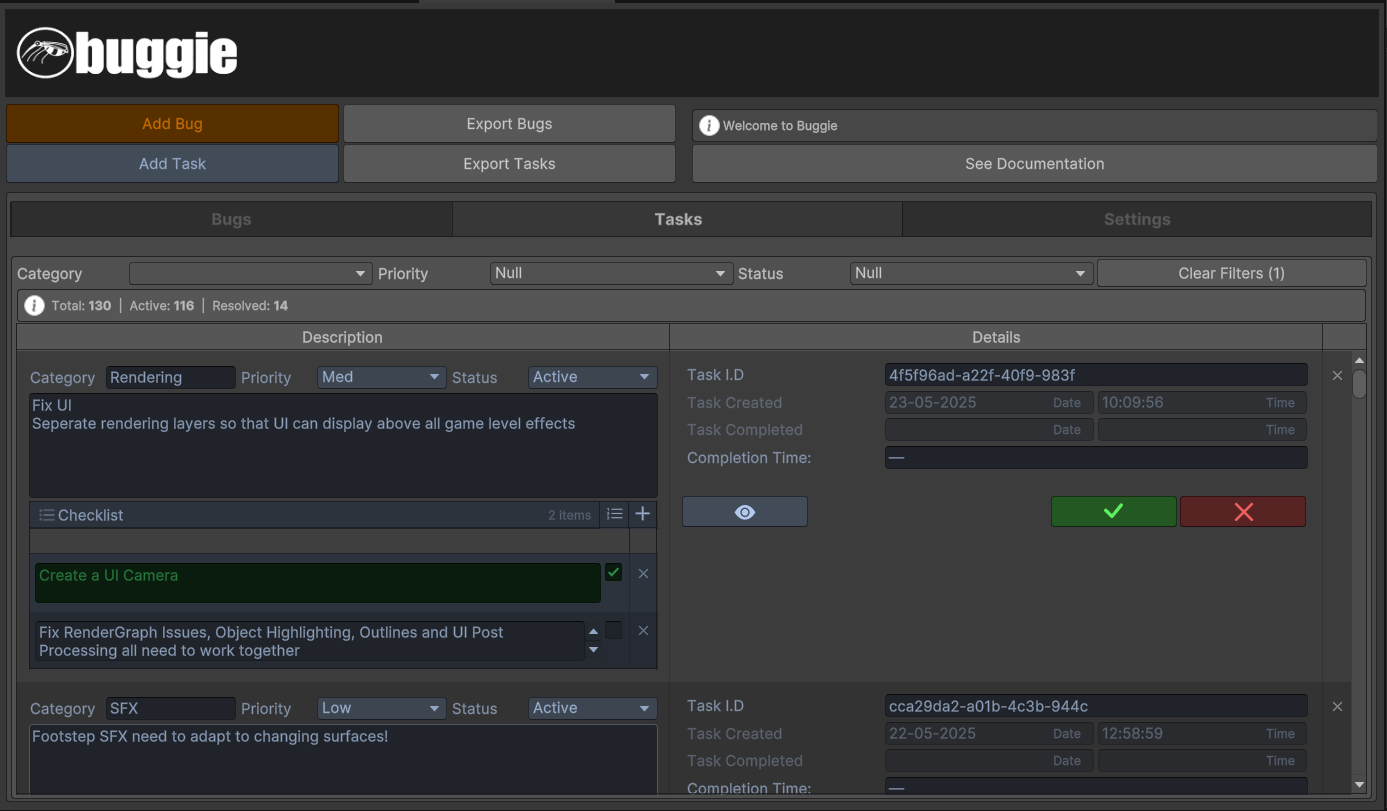 buggie
Add Bug
Export Bugs
Welcome to Buggie
Add Task
Export Tasks
See Documentation
Bugs
Tasks
Settings
Category
Priority
Null
Status
Null
Clear Filters (1)
Total: 130 | Active: 116 | Resolved: 14
Description
Details
Category
Rendering
Priority
Med
Status
Active
Fix UI
Seperate rendering layers so that UI can display above all game level effects
Checklist
2 items
Create a UI Camera
Fix RenderGraph Issues, Object Highlighting, Outlines and UI Post
Processing all need to work together
Task I.D
4f5f96ad-a22f-40f9-983f
Task Created
23-05-2025
Date
10:09:56
Time
Task Completed
Date
Time
Completion Time:
—
Category
SFX
Priority
Low
Status
Active
Footstep SFX need to adapt to changing surfaces!
Task I.D
cca29da2-a01b-4c3b-944c
Task Created
22-05-2025
Date
12:58:59
Time
Task Completed
Date
Time
Completion Time:
—